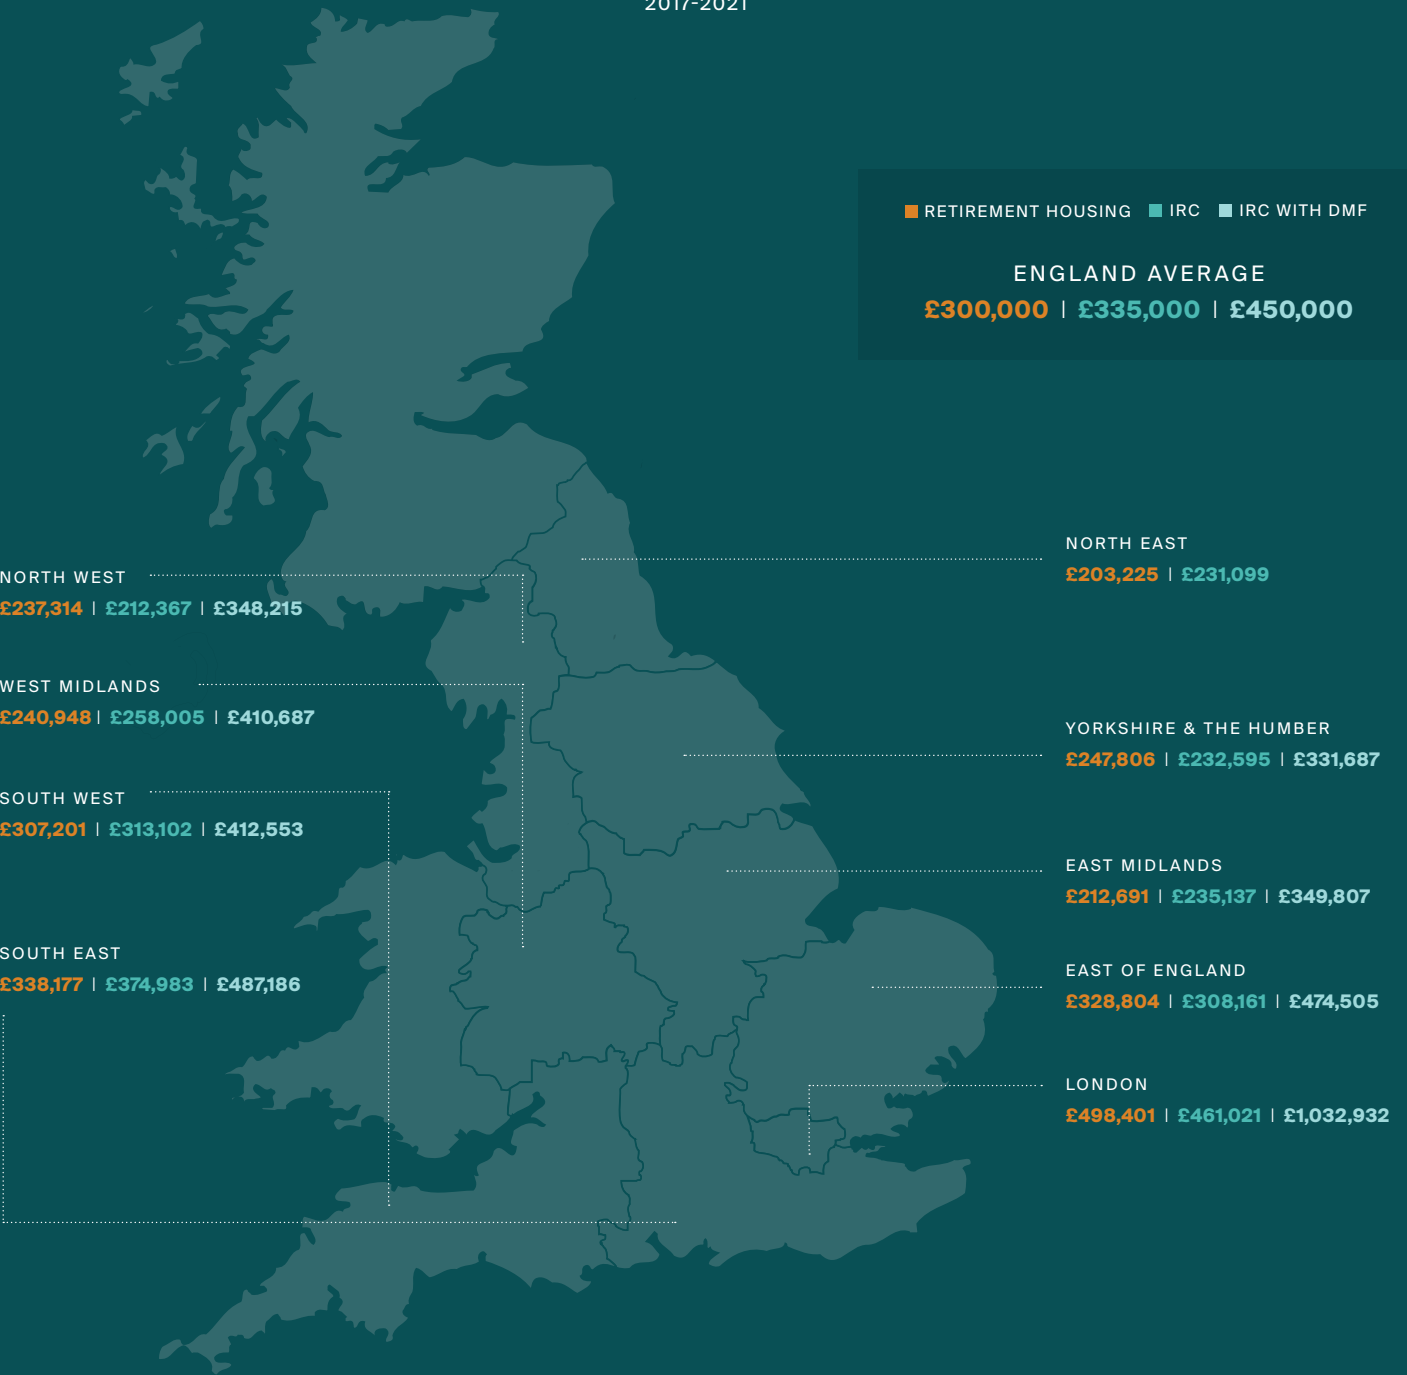 2017-2021
RETIREMENT HOUSING IRC IRC WITH DMF
ENGLAND AVERAGE
£300,000 | £335,000 | £450,000
NORTH WEST
£237,314 | £212,367 | £348,215
WEST MIDLANDS
£240,948 | £258,005 | £410,687
SOUTH WEST
£307,201 | £313,102 | £412,553
SOUTH EAST
£338,177 | £374,983 | £487,186
NORTH EAST
£203,225 | £231,099
YORKSHIRE & THE HUMBER
£247,806 | £232,595 | £331,687
EAST MIDLANDS
£212,691 | £235,137 | £349,807
EAST OF ENGLAND
£328,804 | £308,161 | £474,505
LONDON
£498,401 | £461,021 | £1,032,932